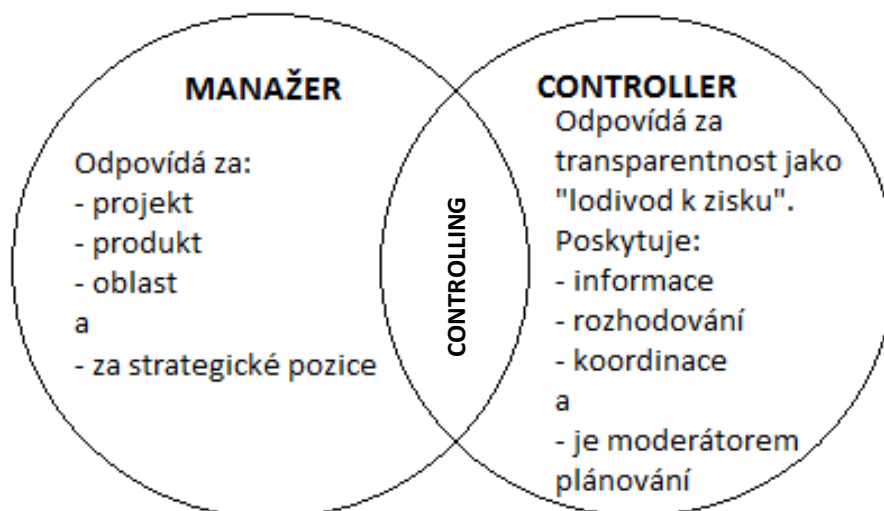 MANAŽER
Odpovídá za:
- projekt
- produkt
- oblast
a
- za strategické pozice
CONTROLLING
CONTROLLER
Odpovídá za
transparentnost jako
"lodivod k zisku".
Poskytuje:
- informace
- rozhodování
- koordinace
a
- je moderátorem
plánování